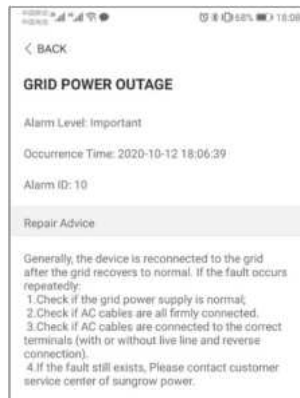 68% 18:08
< BACK
GRID POWER OUTAGE
Alarm Level: Important
Occurrence Time: 2020-10-12 18:06:39
Alarm ID: 10
Repair Advice
Generally, the device is reconnected to the grid
after the grid recovers to normal. If the fault occurs
repeatedly:
1.Check if the grid power supply is normal;
2.Check if AC cables are all firmly connected.
3.Check if AC cables are connected to the correct
terminals (with or without live line and reverse
connection).
4.If the fault still exists, Please contact customer
service center of sungrow power.